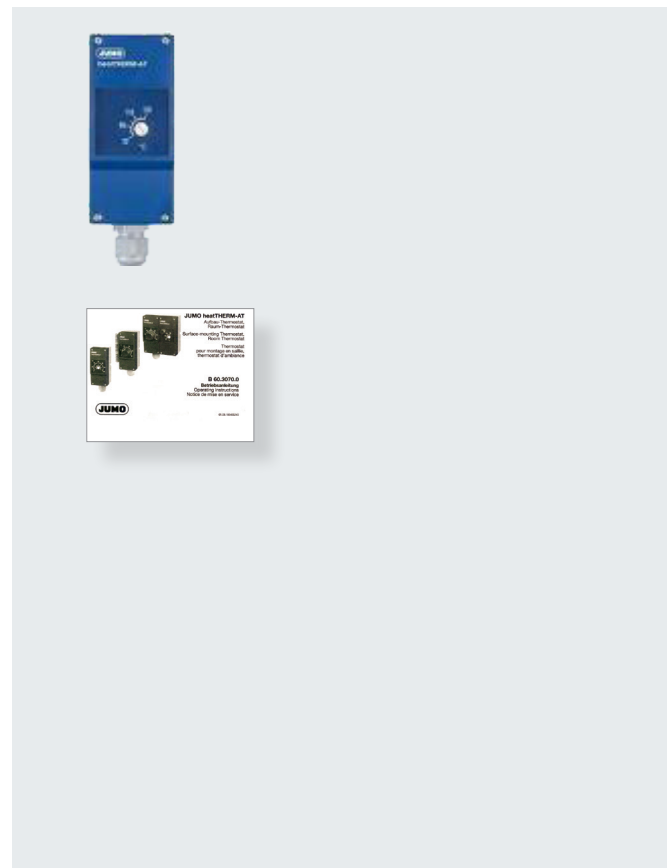 JUMO
heatTHERM-AT
JUMO heatTHERM-AT
Aufbau-Thermostat,
Raum-Thermostat
Surface-mounting Thermostat,
Room Thermostat
Thermostat
pour montage en saillie,
thermostat d'ambiance
B 60.3070.0
Betriebsanleitung
Operating Instructions
Notice de mise en service
JUMO